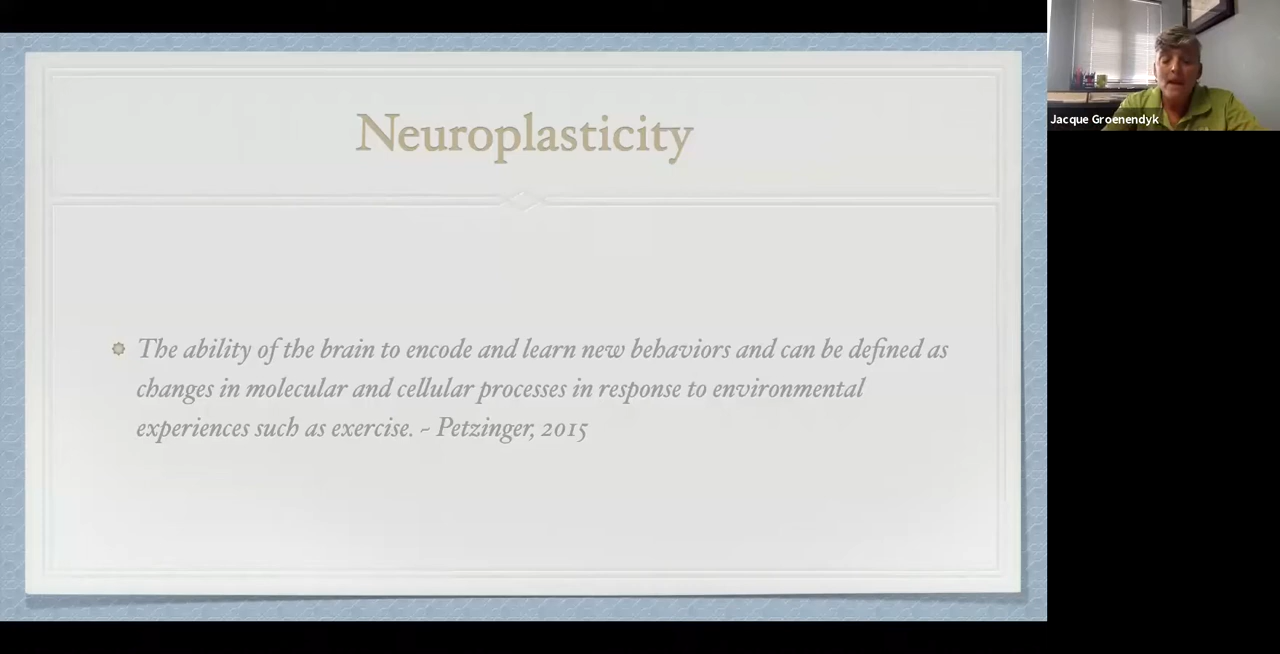 Neuroplasticity
The ability of the brain to encode and learn new behaviors and can be defined as
changes in molecular and cellular processes in response to environmental
experiences such as exercise. ~ Petzinger, 2015
Jacque Groenendyk